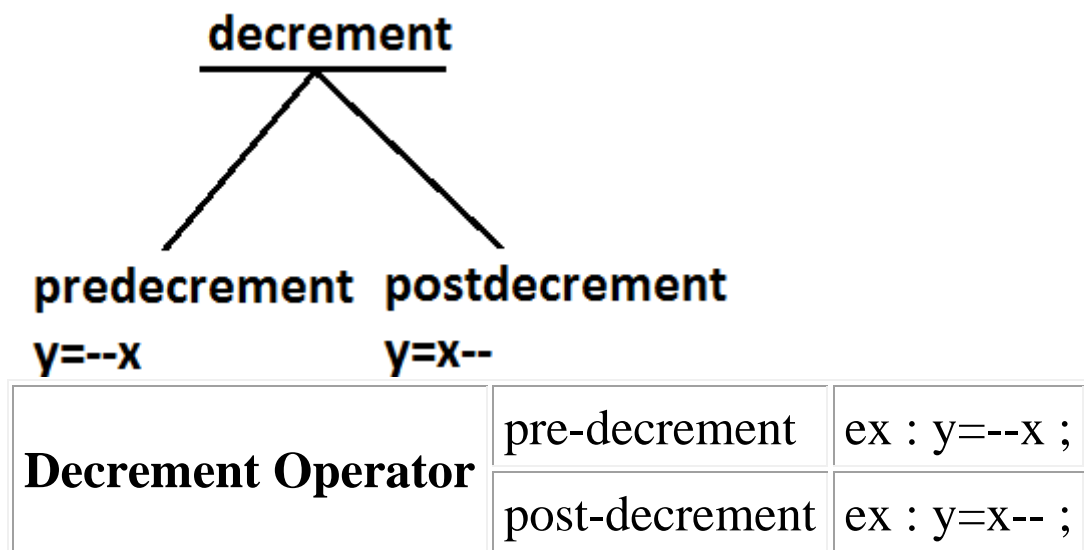 decrement
predecrement postdecrement
y=--x y=x--
Decrement Operator
pre-decrement ex : y=--x ;
post-decrement ex : y=x-- ;